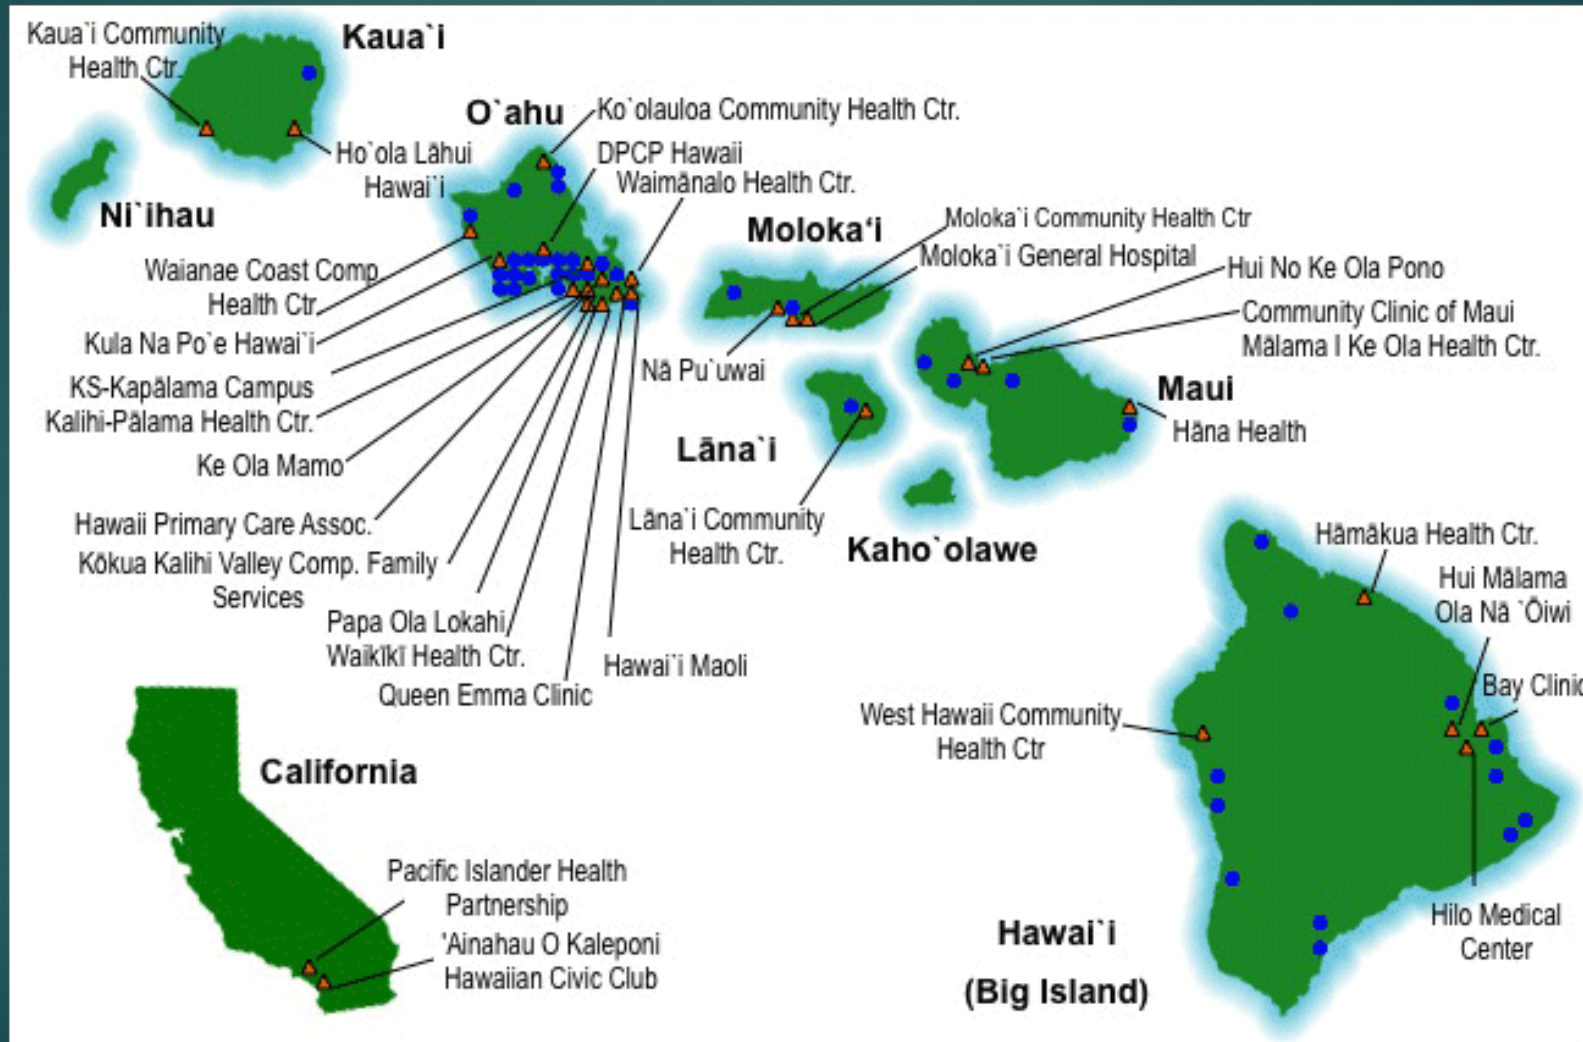 Kaua`i Community
Health Ctr.
Kaua`i
Ho`ola Lāhui
Hawai`i
Ni`ihau
O`ahu
Ko`olauloa Community Health Ctr.
DPCP Hawaii
Waimānalo Health Ctr.
Waianae Coast Comp
Health Ctr
Kula Na Po`e Hawai`i
KS-Kapālama Campus
Kalihi-Pālama Health Ctr.
Ke Ola Mamo
Hawaii Primary Care Assoc.
Kōkua Kalihi Valley Comp. Family
Services
Papa Ola Lokahi
Waikīkī Health Ctr.
Queen Emma Clinic
Hawai`i Maoli
Moloka‘i
Moloka`i Community Health Ctr
Moloka`i General Hospital
Nā Pu`uwai
Hui No Ke Ola Pono
Community Clinic of Maui
Mālama I Ke Ola Health Ctr.
Maui
Hāna Health
Lāna`i
Lāna`i Community
Health Ctr.
Kaho`olawe
Hāmākua Health Ctr.
Hui Mālama
Ola Nā `Ōiwi
Bay Clinic
West Hawaii Community
Health Ctr
Hilo Medical
Center
Hawai`i
(Big Island)
California
Pacific Islander Health
Partnership
'Ainahau O Kaleponi
Hawaiian Civic Club